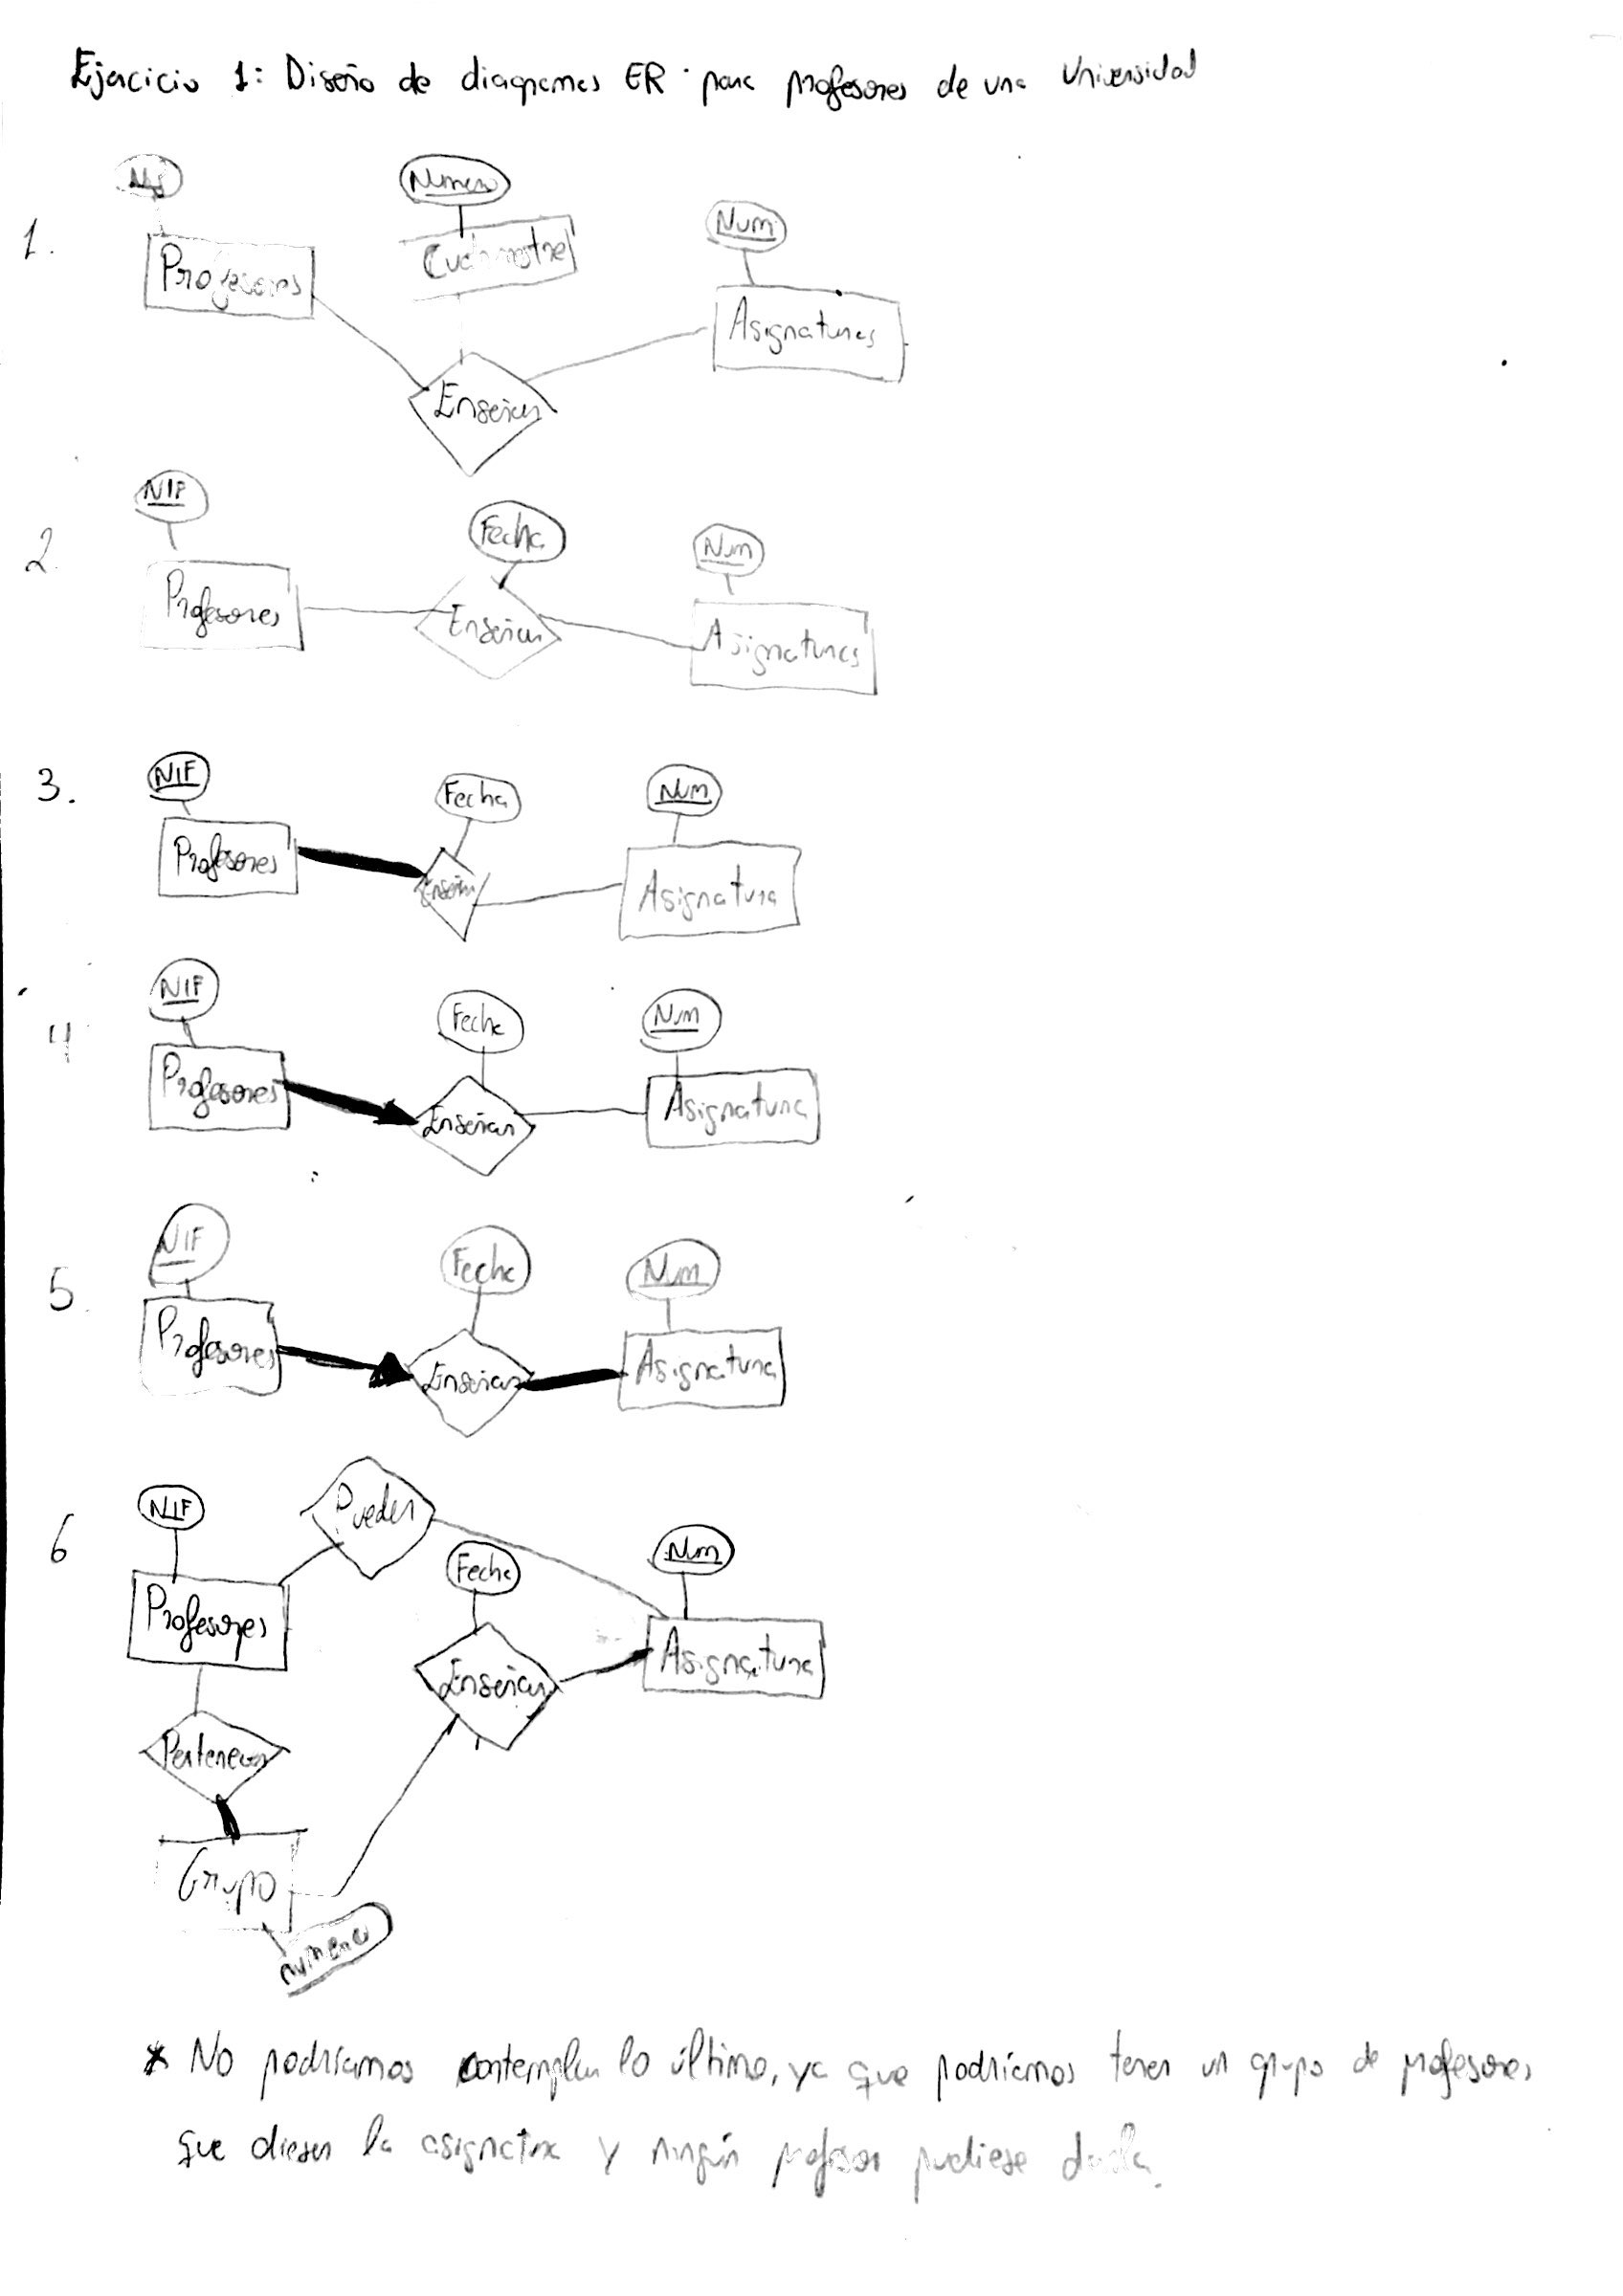 Ejercicio 1: Diseño de diagramas ER para profesores de una Universidad
1.
Numero
Num
Profesores
Cuatrimestre
Asignaturas
Enseñan
2.
NIF
Fecha
Num
Profesores
Enseñan
Asignaturas
3.
NIF
Fecha
Num
Profesores
Enseñan
Asignatura
4
NIF
Fecha
Num
Profesores
Enseñan
Asignatura
5.
NIF
Fecha
Num
Profesores
Enseñan
Asignatura
6
NIF
Pueden
Fecha
Num
Profesores
Enseñan
Asignatura
Pertenecen
Grupo
numero
* No podríamos contemplar lo último, ya que podríamos tener un grupo de profesores
que diesen la asignatura y ningún profesor pudiese darla.